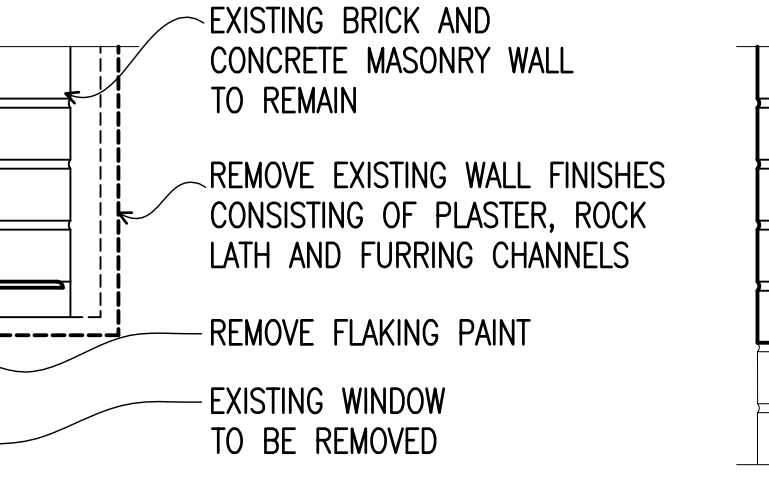 EXISTING BRICK AND
CONCRETE MASONRY WALL
TO REMAIN
REMOVE EXISTING WALL FINISHES
CONSISTING OF PLASTER, ROCK
LATH AND FURRING CHANNELS
REMOVE FLAKING PAINT
EXISTING WINDOW
TO BE REMOVED